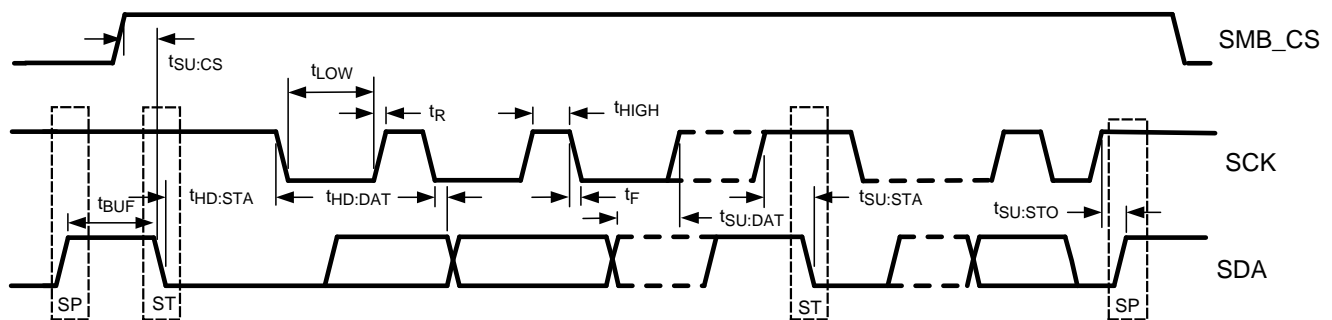 SMB_CS
tSU:CS
tLOW
tR
tHIGH
SCK
tBUF
tHD:STA
tHD:DAT
tF
tSU:DAT
tSU:STA
tSU:STO
SDA
SP
ST
ST
SP